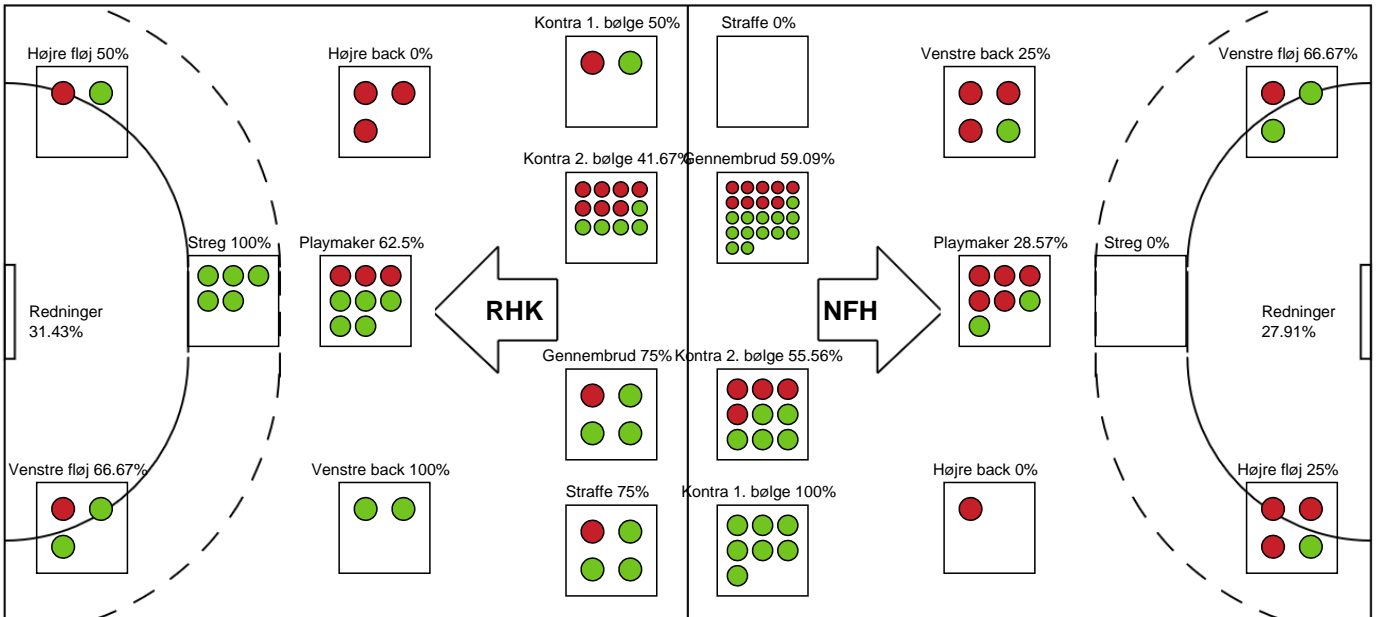 Kontra 1. bølge 50%
Straffe 0%
Højre fløj 50%
Højre back 0%
Venstre back 25%
Venstre fløj 66.67%
Kontra 2. bølge 41.67%
Gennembrud 59.09%
Streg 100%
Playmaker 62.5%
Playmaker 28.57%
Streg 0%
Redninger
31.43%
RHK
NFH
Redninger
27.91%
Gennembrud 75%
Kontra 2. bølge 55.56%
Venstre fløj 66.67%
Venstre back 100%
Højre back 0%
Højre fløj 25%
Straffe 75%
Kontra 1. bølge 100%